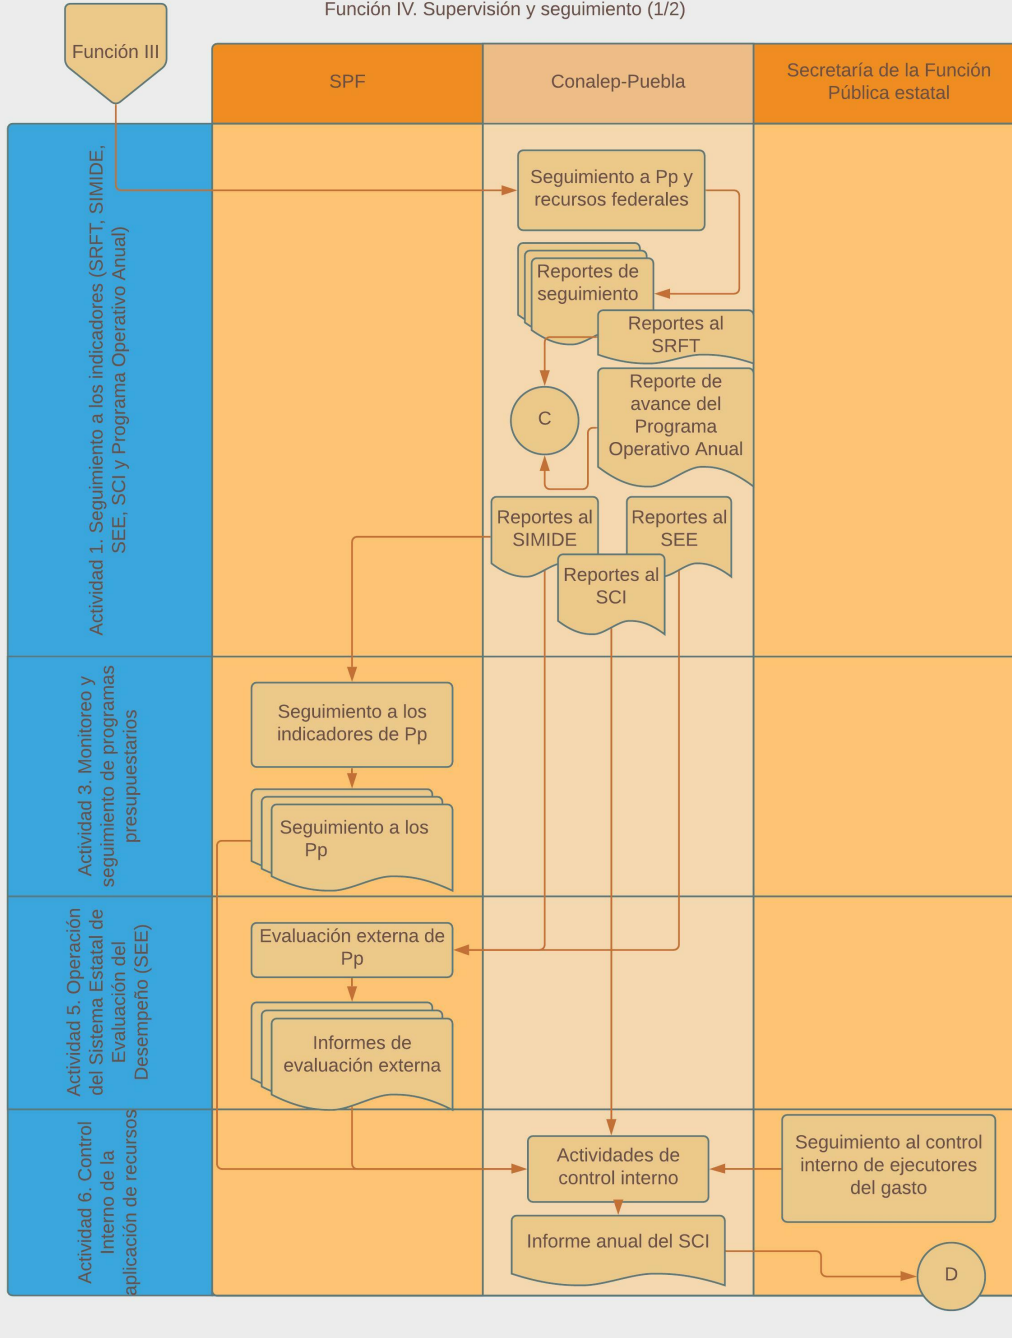 Función IV. Supervisión y seguimiento (1/2)
Función III
SPF
Conalep-Puebla
Secretaría de la Función
Pública estatal
Actividad 1. Seguimiento a los indicadores (SRFT, SIMIDE,
SEE, SCI y Programa Operativo Anual)
Seguimiento a Pp y
recursos federales
Reportes de
seguimiento
Reportes al
SRFT
C
Reporte de
avance del
Programa
Operativo Anual
Reportes al
SIMIDE
Reportes al
SEE
Reportes al
SCI
Actividad 3. Monitoreo y
seguimiento de programas
presupuestarios
Seguimiento a los
indicadores de Pp
Seguimiento a los
Pp
Actividad 5. Operación
del Sistema Estatal de
Evaluación del
Desempeño (SEE)
Evaluación externa de
Pp
Informes de
evaluación externa
Actividad 6. Control
Interno de la
aplicación de recursos
Actividades de
control interno
Seguimiento al control
interno de ejecutores
del gasto
Informe anual del SCI
D